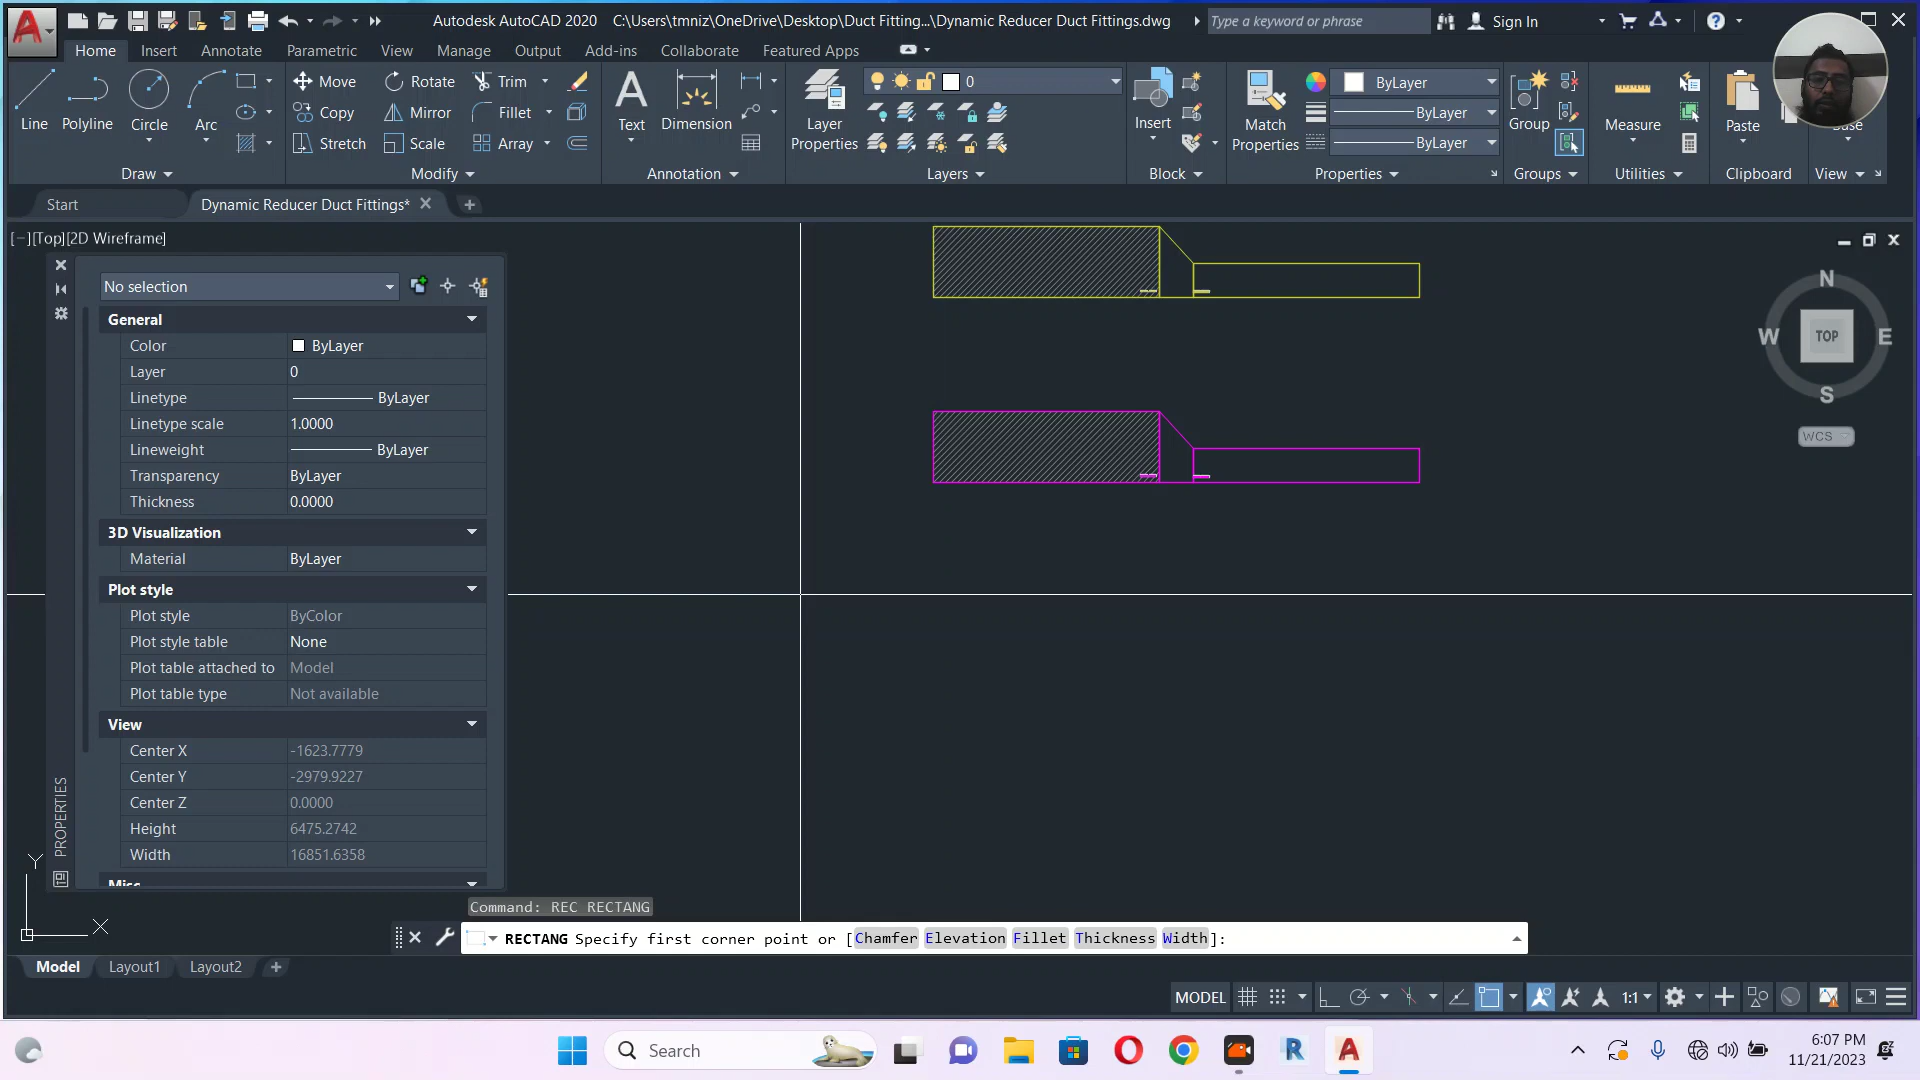 Autodesk AutoCAD 2020 C:\Users\tmniz\OneDrive\Desktop\Duct Fitting...\Dynamic Reducer Duct Fittings.dwg
Type a keyword or phrase
Sign In
Home Insert Annotate Parametric View Manage Output Add-ins Collaborate Featured Apps
Line Polyline Circle Arc
Move Rotate Trim
Copy Mirror Fillet
Stretch Scale Array
Text Dimension
Layer Properties
0
Insert
Match Properties
ByLayer
ByLayer
ByLayer
Group
Measure
Paste
Base
Draw Modify Annotation Layers Block Properties Groups Utilities Clipboard View
Start
Dynamic Reducer Duct Fittings*
[−][Top][2D Wireframe]
No selection
General
Color ByLayer
Layer 0
Linetype ByLayer
Linetype scale 1.0000
Lineweight ByLayer
Transparency ByLayer
Thickness 0.0000
3D Visualization
Material ByLayer
Plot style
Plot style ByColor
Plot style table None
Plot table attached to Model
Plot table type Not available
View
Center X -1623.7779
Center Y -2979.9227
Center Z 0.0000
Height 6475.2742
Width 16851.6358
Misc
PROPERTIES
N
W TOP E
S
WCS
Y
X
Command: REC RECTANG
RECTANG Specify first corner point or [Chamfer Elevation Fillet Thickness Width]:
Model Layout1 Layout2
MODEL
1:1
Search
6:07 PM
11/21/2023